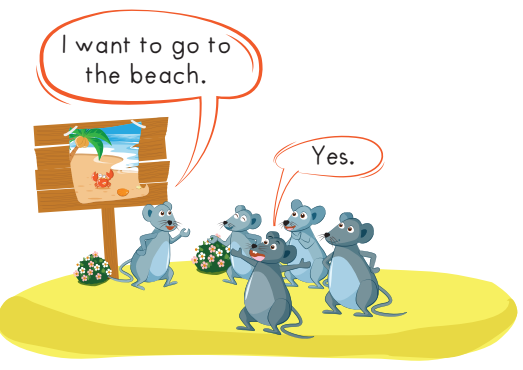 I want to go to
the beach.
Yes.